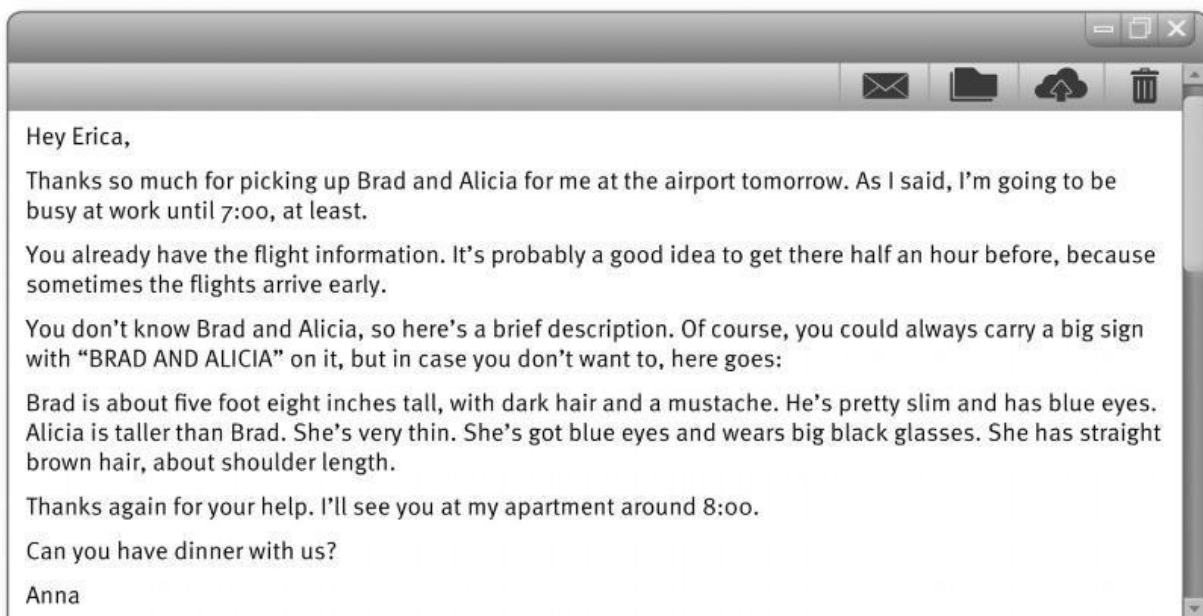 Hey Erica,
Thanks so much for picking up Brad and Alicia for me at the airport tomorrow. As I said, I’m going to be
busy at work until 7:00, at least.
You already have the flight information. It’s probably a good idea to get there half an hour before, because
sometimes the flights arrive early.
You don’t know Brad and Alicia, so here’s a brief description. Of course, you could always carry a big sign
with “BRAD AND ALICIA” on it, but in case you don’t want to, here goes:
Brad is about five foot eight inches tall, with dark hair and a mustache. He’s pretty slim and has blue eyes.
Alicia is taller than Brad. She’s very thin. She’s got blue eyes and wears big black glasses. She has straight
brown hair, about shoulder length.
Thanks again for your help. I’ll see you at my apartment around 8:00.
Can you have dinner with us?
Anna